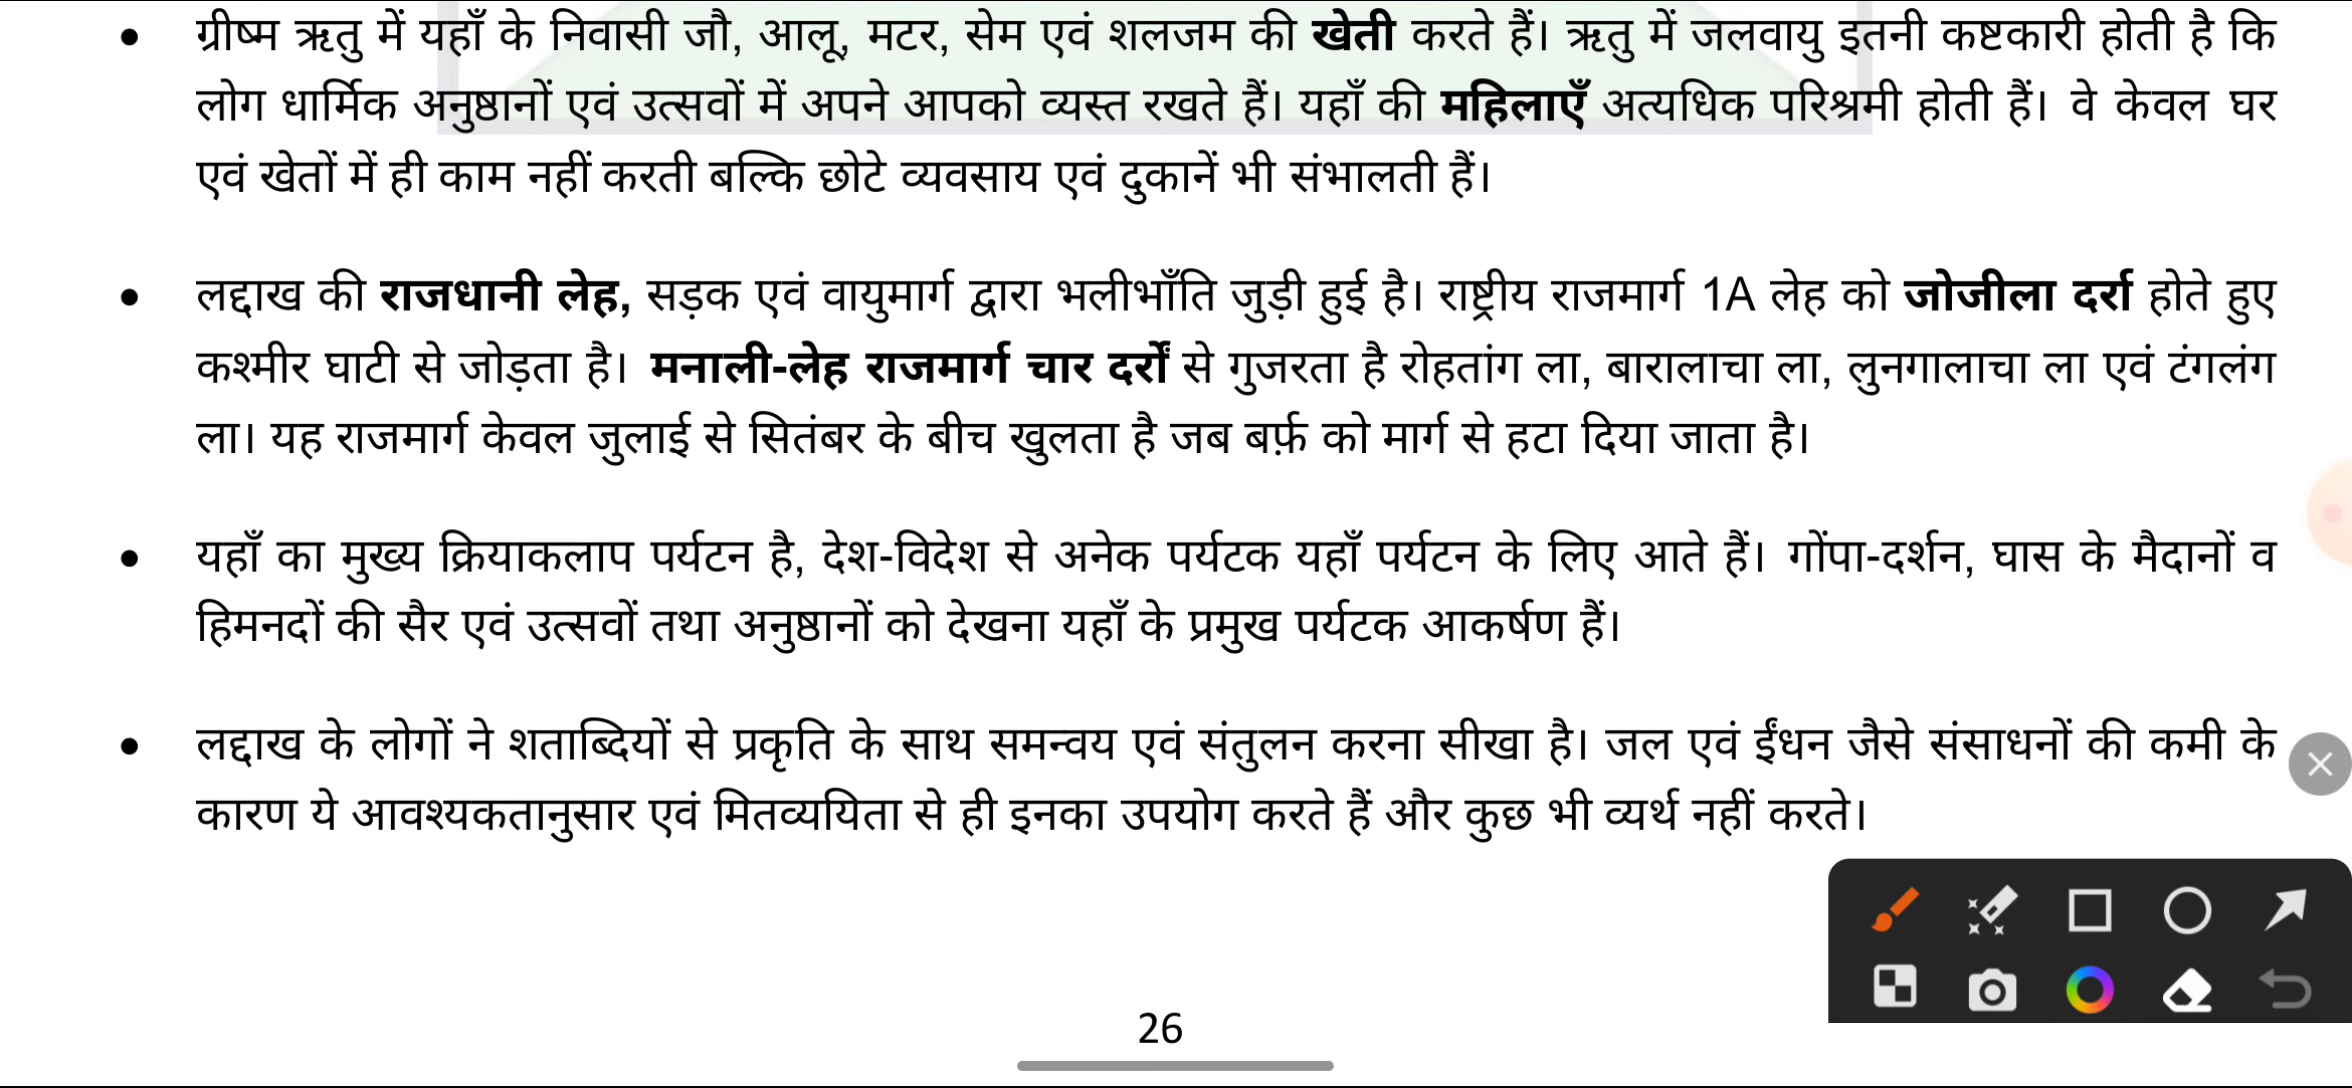 • ग्रीष्म ऋतु में यहाँ के निवासी जौ, आलू, मटर, सेम एवं शलजम की खेती करते हैं। ऋतु में जलवायु इतनी कष्टकारी होती है कि
लोग धार्मिक अनुष्ठानों एवं उत्सवों में अपने आपको व्यस्त रखते हैं। यहाँ की महिलाएँ अत्यधिक परिश्रमी होती हैं। वे केवल घर
एवं खेतों में ही काम नहीं करती बल्कि छोटे व्यवसाय एवं दुकानें भी संभालती हैं।
• लद्दाख की राजधानी लेह, सड़क एवं वायुमार्ग द्वारा भलीभाँति जुड़ी हुई है। राष्ट्रीय राजमार्ग 1A लेह को जोजीला दर्रा होते हुए
कश्मीर घाटी से जोड़ता है। मनाली-लेह राजमार्ग चार दर्रों से गुजरता है रोहतांग ला, बारालाचा ला, लुनगालाचा ला एवं टंगलंग
ला। यह राजमार्ग केवल जुलाई से सितंबर के बीच खुलता है जब बर्फ़ को मार्ग से हटा दिया जाता है।
• यहाँ का मुख्य क्रियाकलाप पर्यटन है, देश-विदेश से अनेक पर्यटक यहाँ पर्यटन के लिए आते हैं। गोंपा-दर्शन, घास के मैदानों व
हिमनदों की सैर एवं उत्सवों तथा अनुष्ठानों को देखना यहाँ के प्रमुख पर्यटक आकर्षण हैं।
• लद्दाख के लोगों ने शताब्दियों से प्रकृति के साथ समन्वय एवं संतुलन करना सीखा है। जल एवं ईंधन जैसे संसाधनों की कमी के
कारण ये आवश्यकतानुसार एवं मितव्ययिता से ही इनका उपयोग करते हैं और कुछ भी व्यर्थ नहीं करते।
26